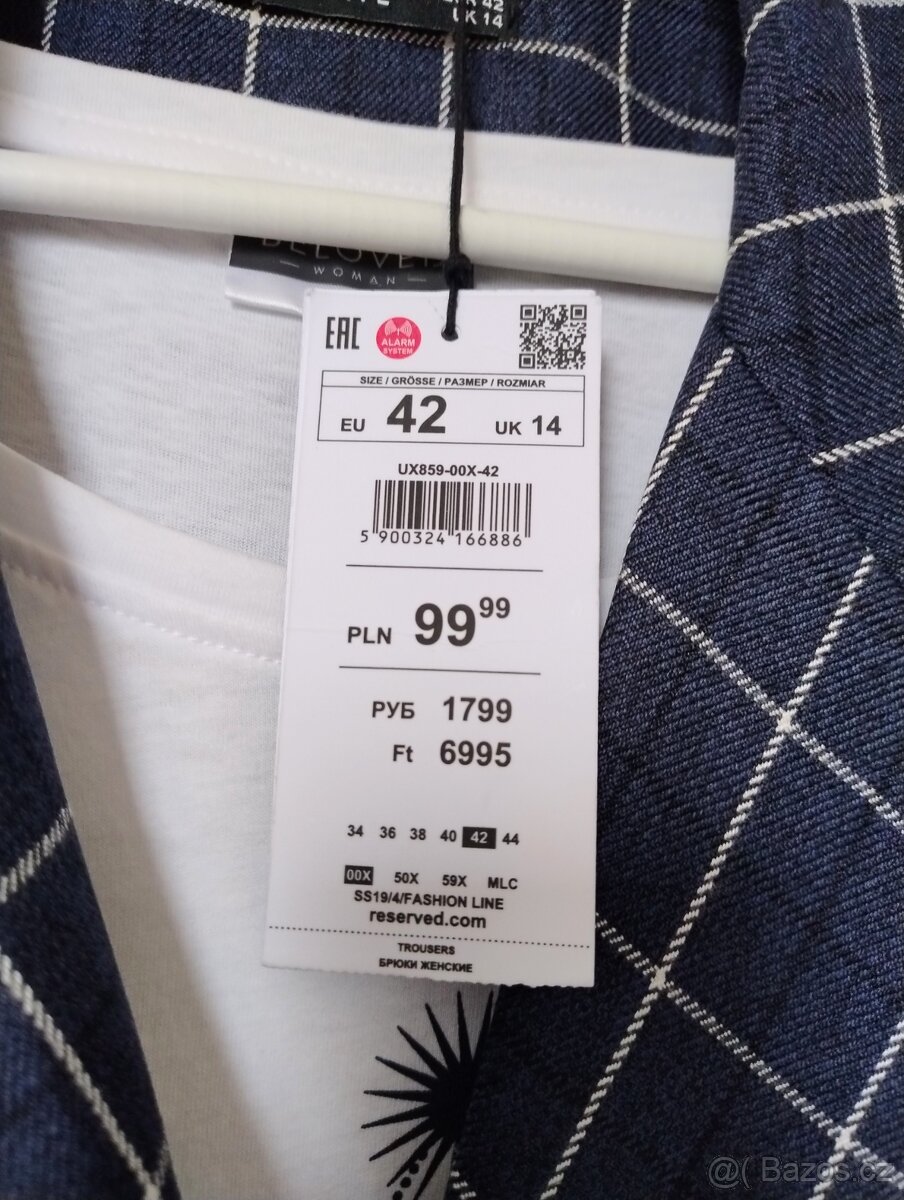 42
UK 14
WOMAN
EAC
ALARM
SYSTEM
SIZE / GRÖSSE / РАЗМЕР / ROZMIAR
EU 42 UK 14
UX859-00X-42
5 900324 166886
PLN 99 99
РУБ 1799
Ft 6995
34 36 38 40 42 44
00X 50X 59X MLC
SS19/4/FASHION LINE
reserved.com
TROUSERS
БРЮКИ ЖЕНСКИЕ
@( Bazos.cz